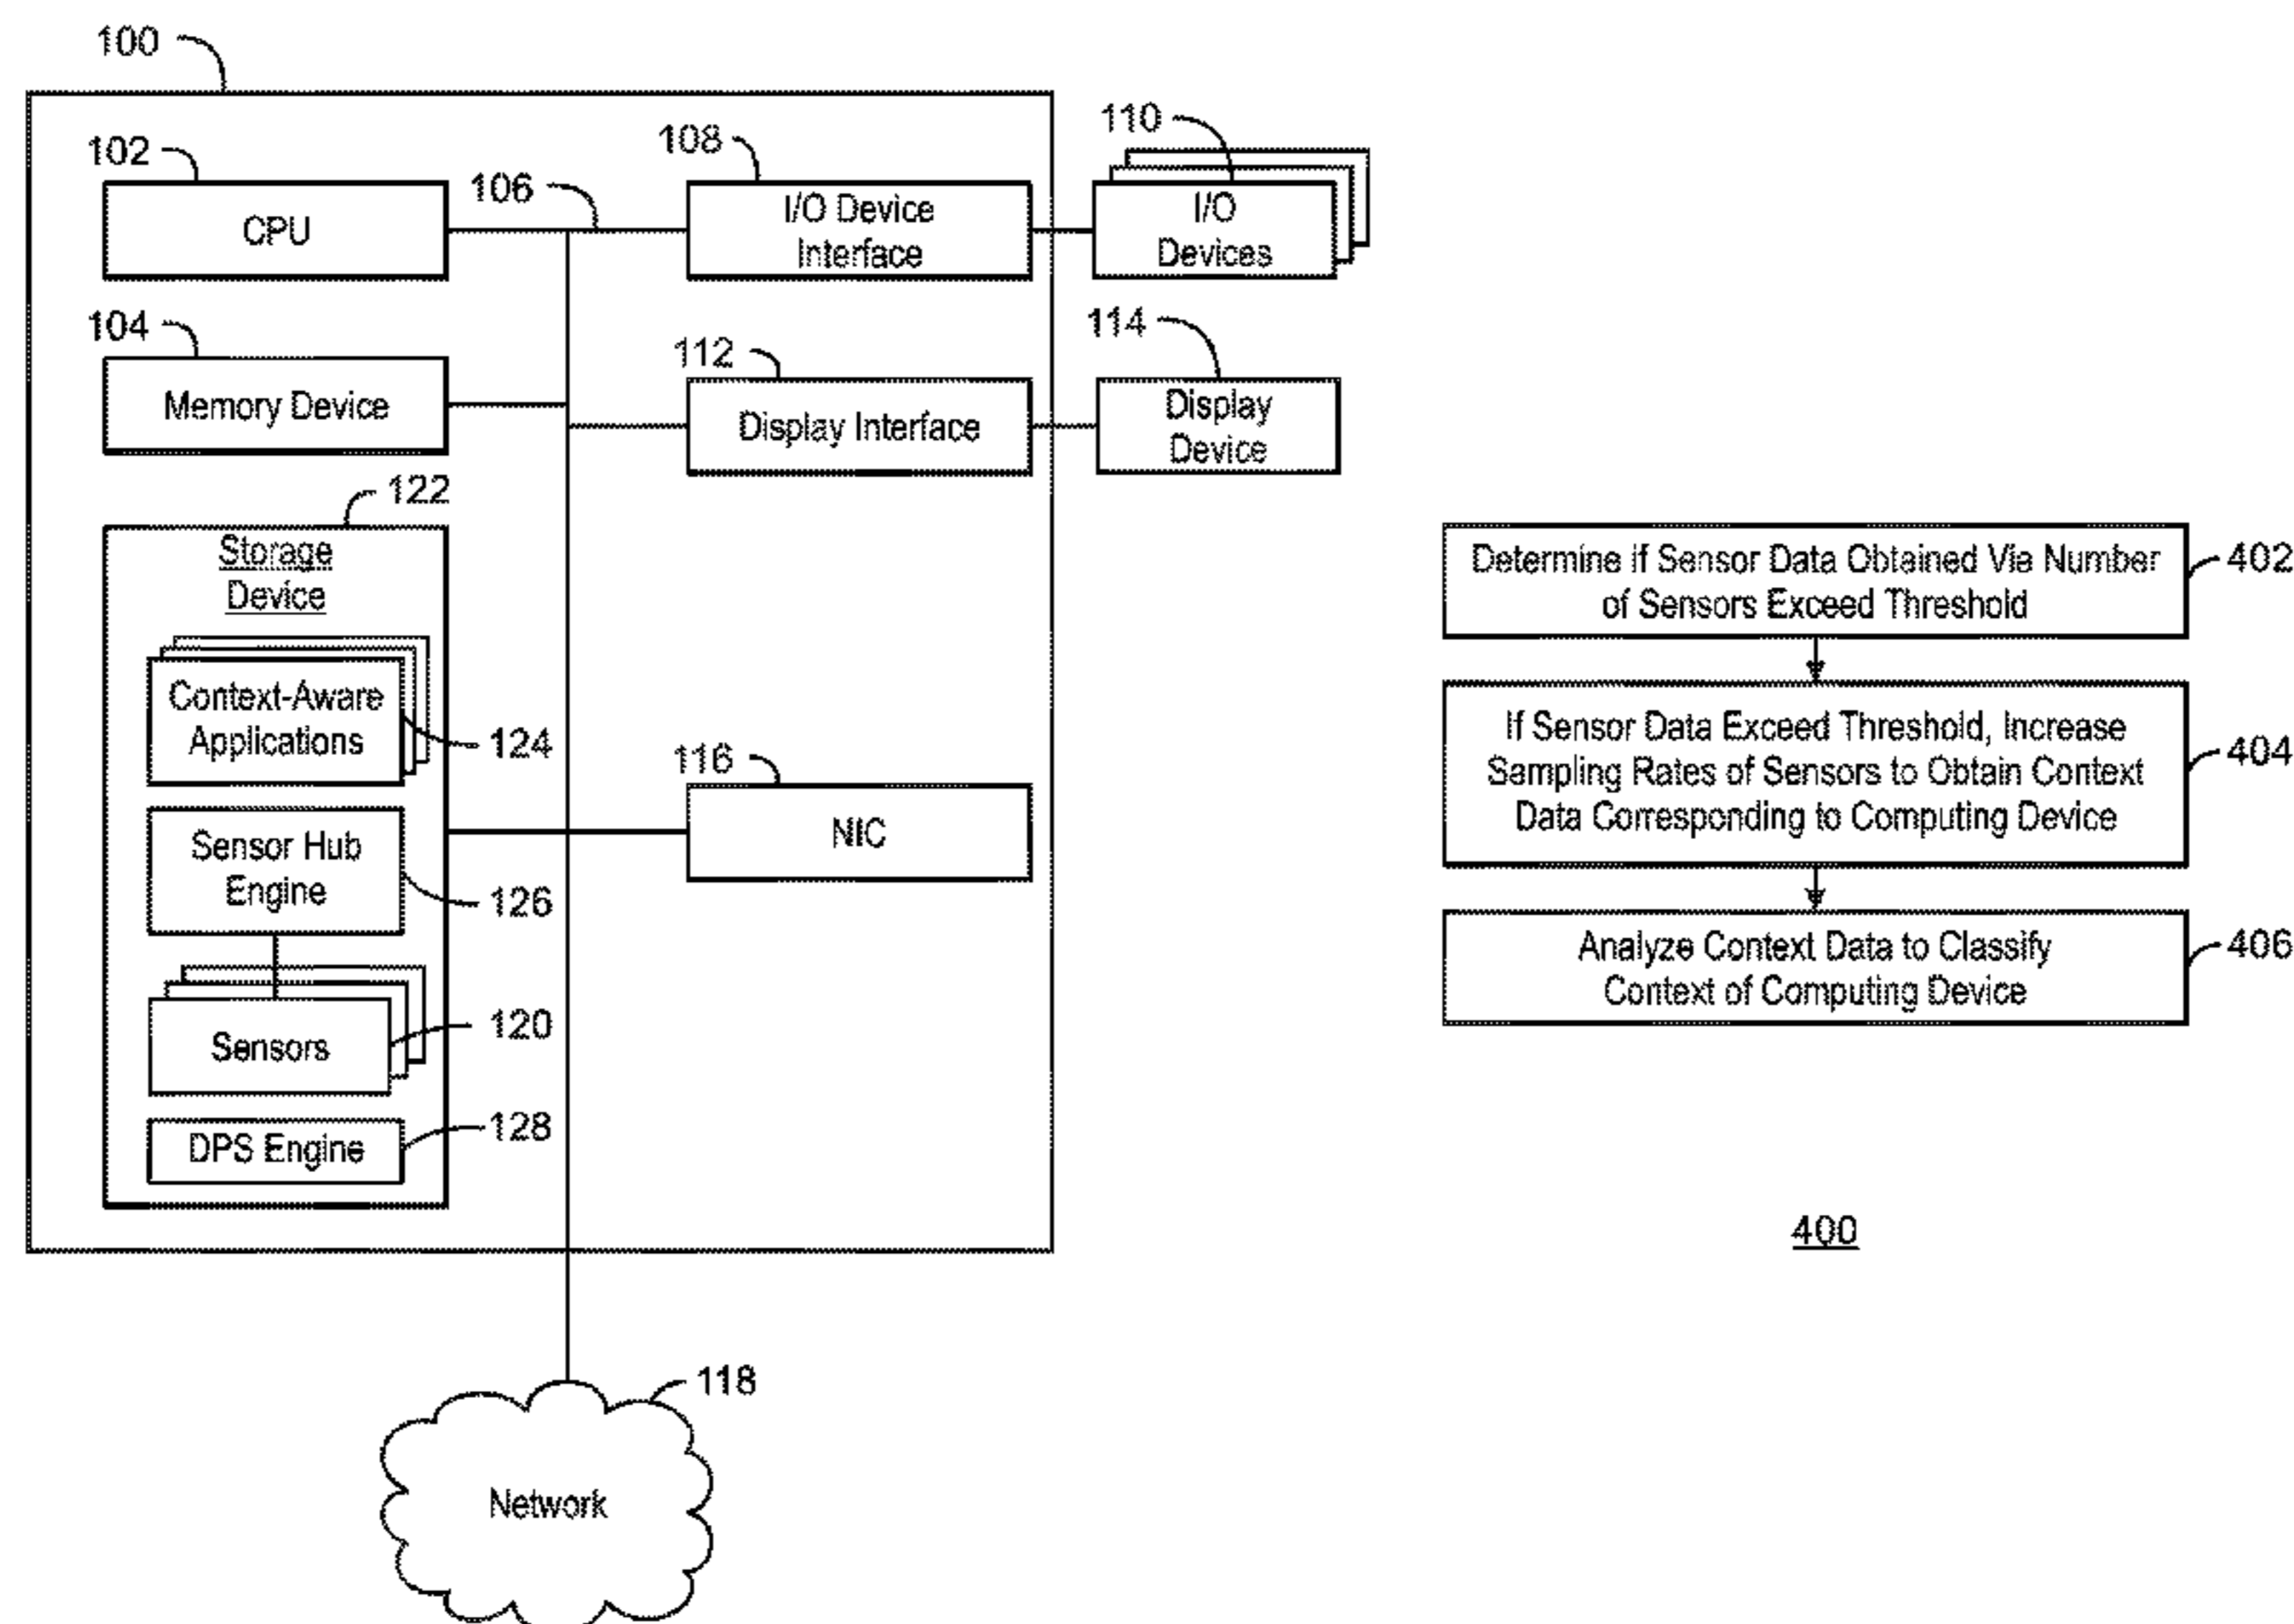 100
102
CPU
106
108
I/O Device
Interface
110
I/O
Devices
104
Memory Device
112
Display Interface
114
Display
Device
122
Storage
Device
Context-Aware
Applications
124
Sensor Hub
Engine
126
Sensors
120
DPS Engine
128
116
NIC
118
Network
Determine if Sensor Data Obtained Via Number
of Sensors Exceed Threshold
402
If Sensor Data Exceed Threshold, Increase
Sampling Rates of Sensors to Obtain Context
Data Corresponding to Computing Device
404
Analyze Context Data to Classify
Context of Computing Device
406
400